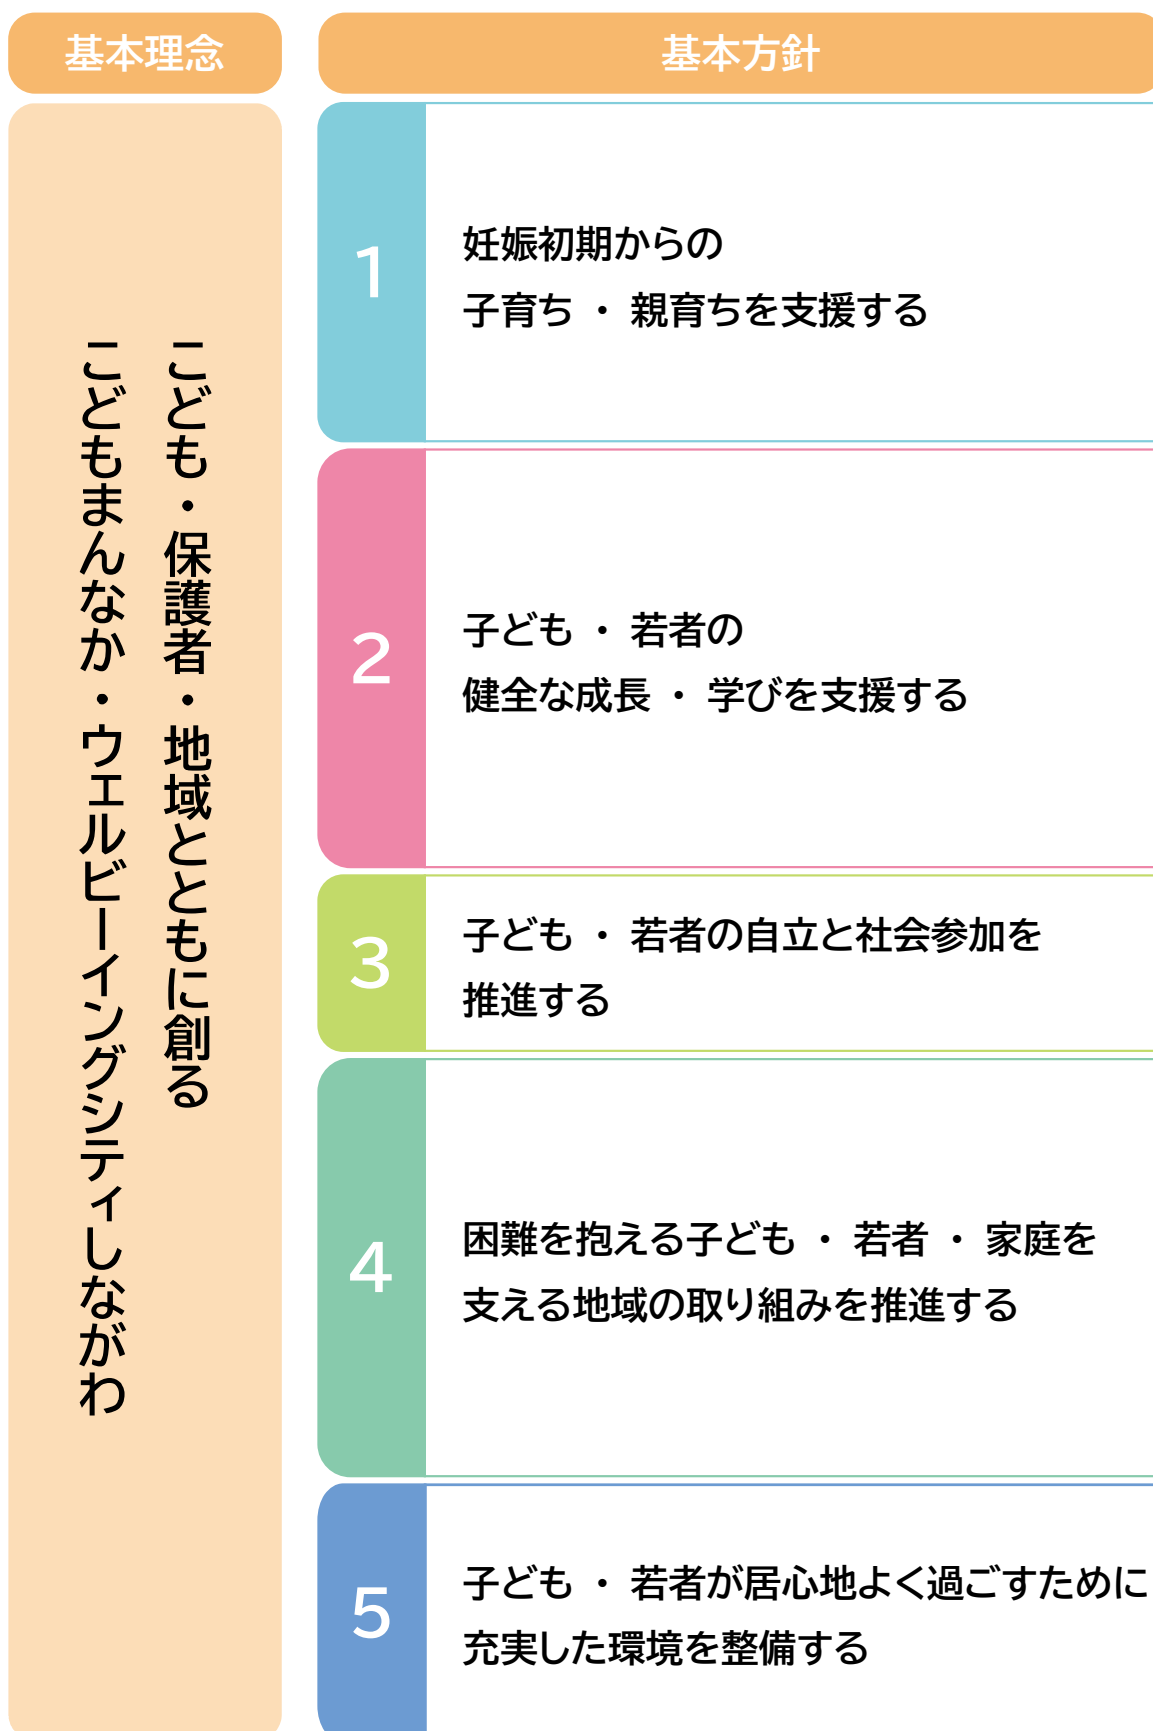 基本理念
こども・保護者・地域とともに創る
こどもまんなか・ウエルビーイングシティしながわ
基本方針
1
妊娠初期からの
子育ち ・ 親育ちを支援する
2
子ども ・ 若者の
健全な成長 ・ 学びを支援する
3
子ども ・ 若者の自立と社会参加を
推進する
4
困難を抱える子ども ・ 若者 ・ 家庭を
支える地域の取り組みを推進する
5
子ども ・ 若者が居心地よく過ごすために
充実した環境を整備する